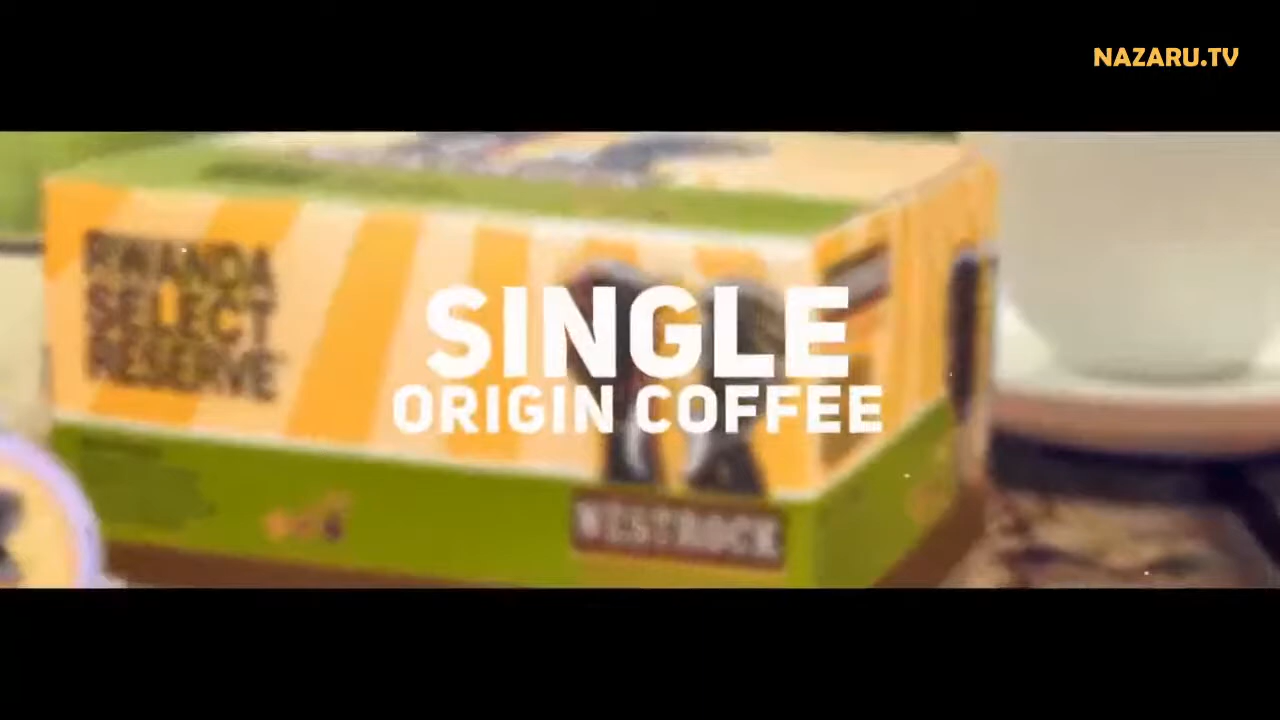 NAZARU.TV
SINGLE
ORIGIN COFFEE
RWANDA
SELECT
RESERVE
WESTROCK